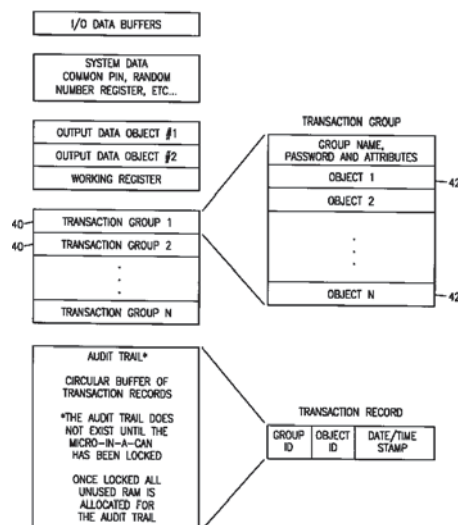 I/O DATA BUFFERS
SYSTEM DATA
COMMON PIN, RANDOM
NUMBER REGISTER, ETC...
OUTPUT DATA OBJECT #1
OUTPUT DATA OBJECT #2
WORKING REGISTER
40
TRANSACTION GROUP 1
40
TRANSACTION GROUP 2
TRANSACTION GROUP N
TRANSACTION GROUP
GROUP NAME,
PASSWORD AND ATTRIBUTES
OBJECT 1
42
OBJECT 2
OBJECT N
42
AUDIT TRAIL*
CIRCULAR BUFFER OF
TRANSACTION RECORDS
*THE AUDIT TRAIL DOES
NOT EXIST UNTIL THE
MICRO-IN-A-CAN
HAS BEEN LOCKED
ONCE LOCKED ALL
UNUSED RAM IS
ALLOCATED FOR
THE AUDIT TRAIL
TRANSACTION RECORD
GROUP
ID
OBJECT
ID
DATE/TIME
STAMP